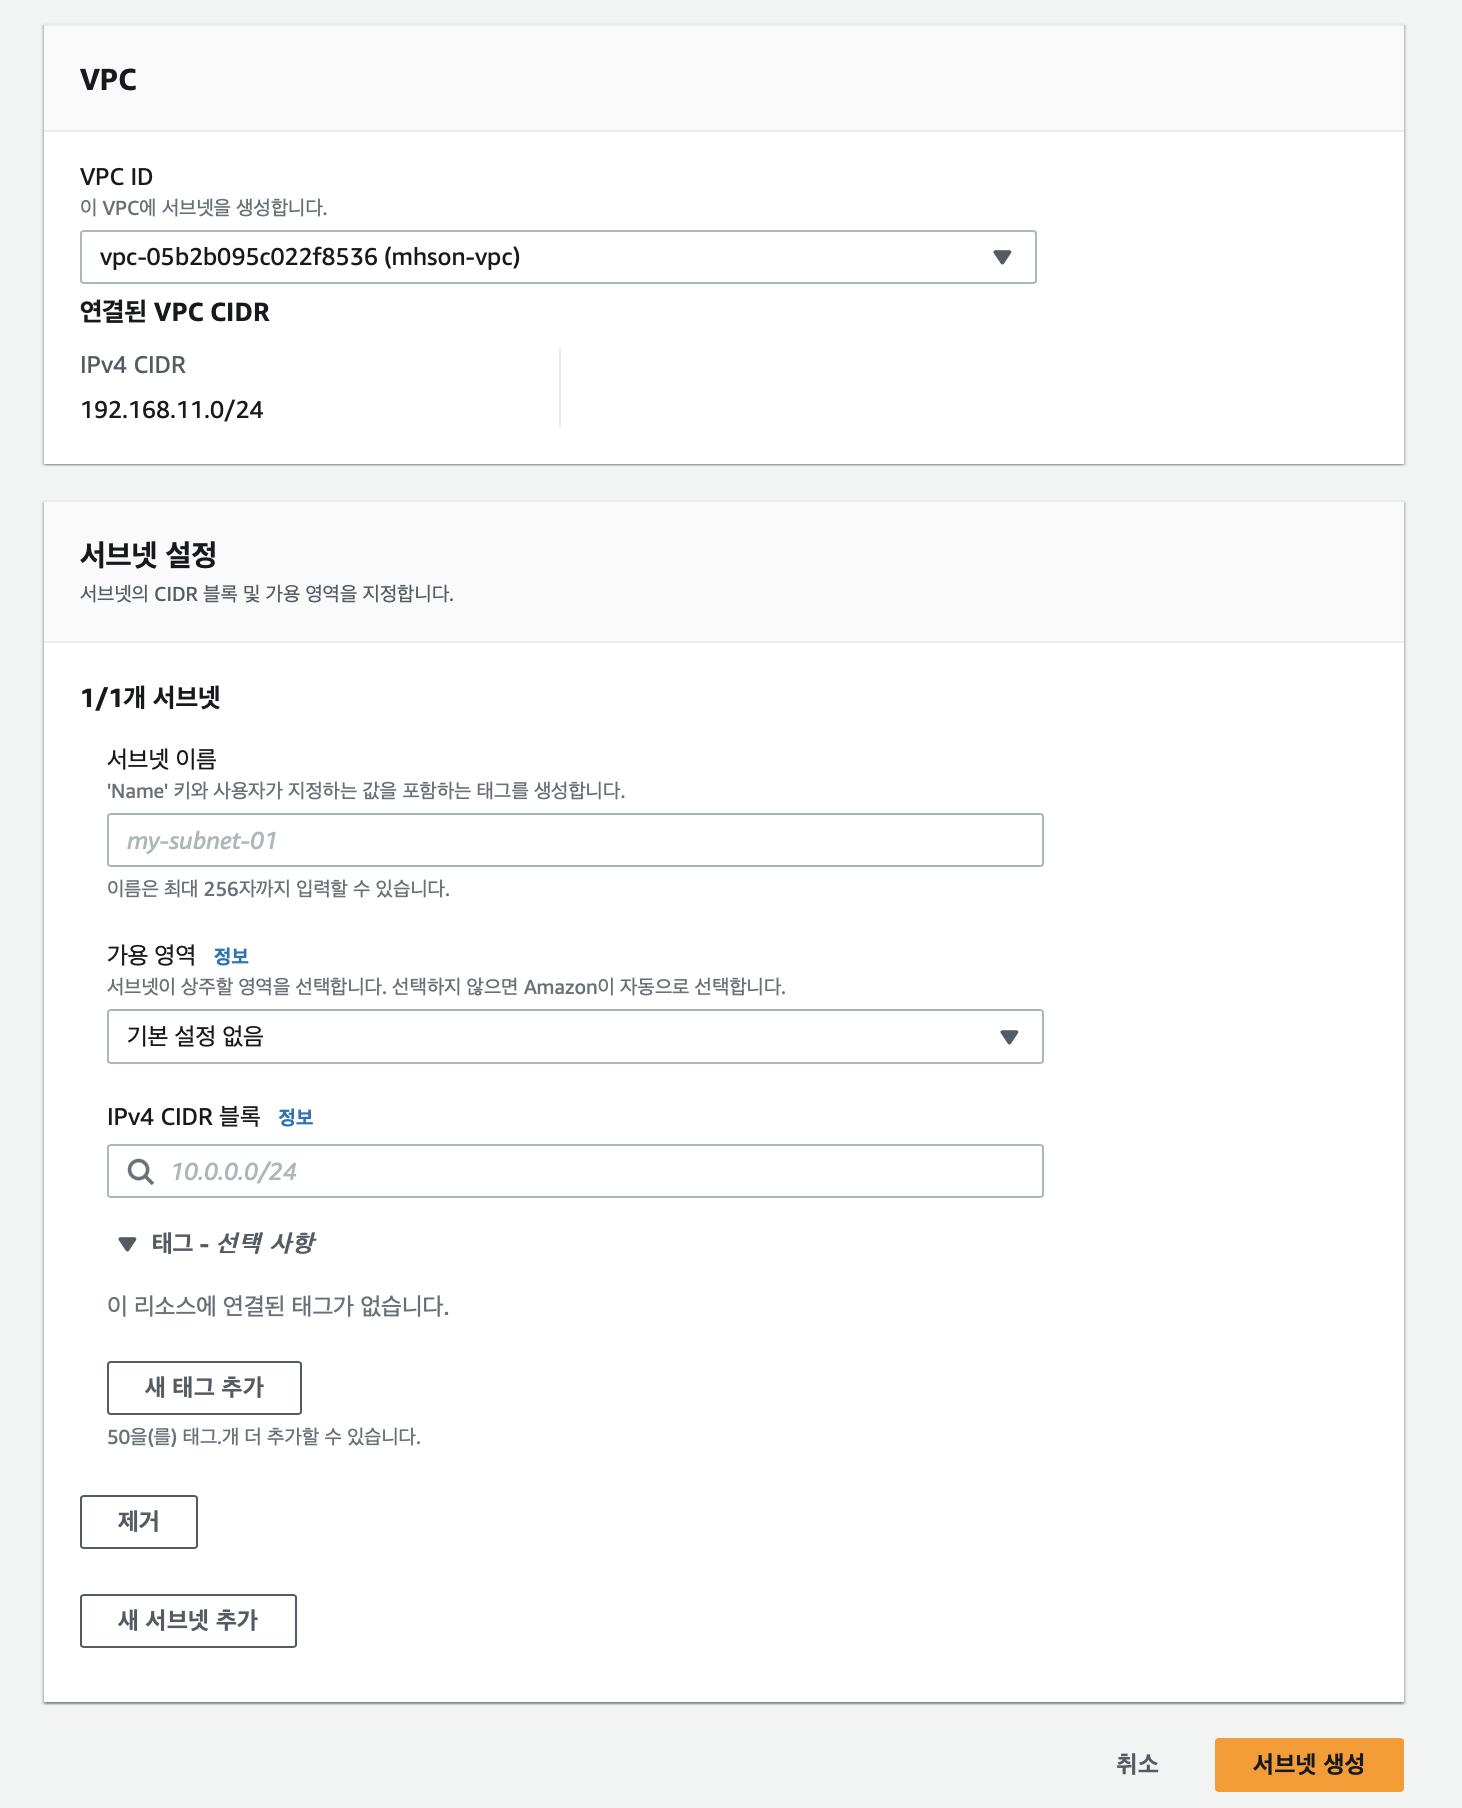 VPC
VPC ID
이 VPC에 서브넷을 생성합니다.
vpc-05b2b095c022f8536 (mhson-vpc)
연결된 VPC CIDR
IPv4 CIDR
192.168.11.0/24
서브넷 설정
서브넷의 CIDR 블록 및 가용 영역을 지정합니다.
1/1개 서브넷
서브넷 이름
'Name' 키와 사용자가 지정하는 값을 포함하는 태그를 생성합니다.
my-subnet-01
이름은 최대 256자까지 입력할 수 있습니다.
가용 영역 정보
서브넷이 상주할 영역을 선택합니다. 선택하지 않으면 Amazon이 자동으로 선택합니다.
기본 설정 없음
IPv4 CIDR 블록 정보
10.0.0.0/24
태그 - 선택 사항
이 리소스에 연결된 태그가 없습니다.
새 태그 추가
50을(를) 태그.개 더 추가할 수 있습니다.
제거
새 서브넷 추가
취소 서브넷 생성